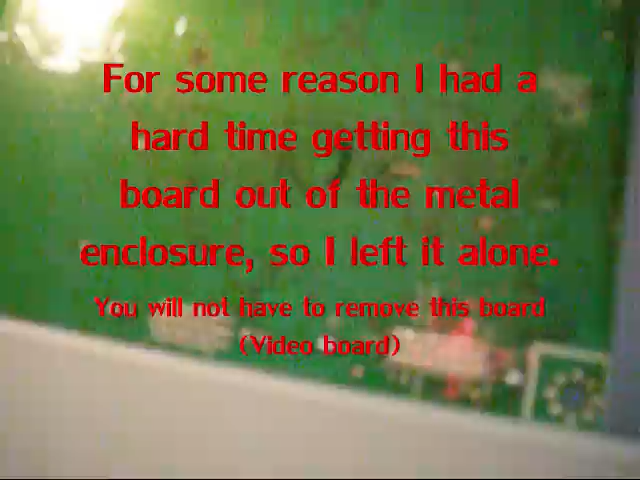 For some reason I had a
hard time getting this
board out of the metal
enclosure, so I left it alone.
You will not have to remove this board
(Video board)